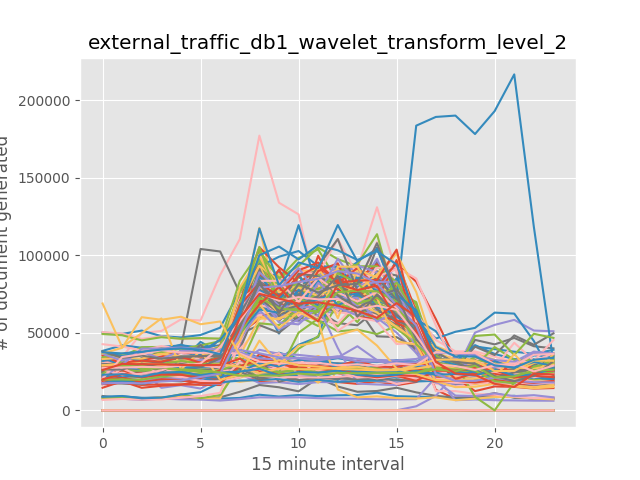 external_traffic_db1_wavelet_transform_level_2
# of document generated
200000
150000
100000
50000
0
0 5 10 15 20
15 minute interval